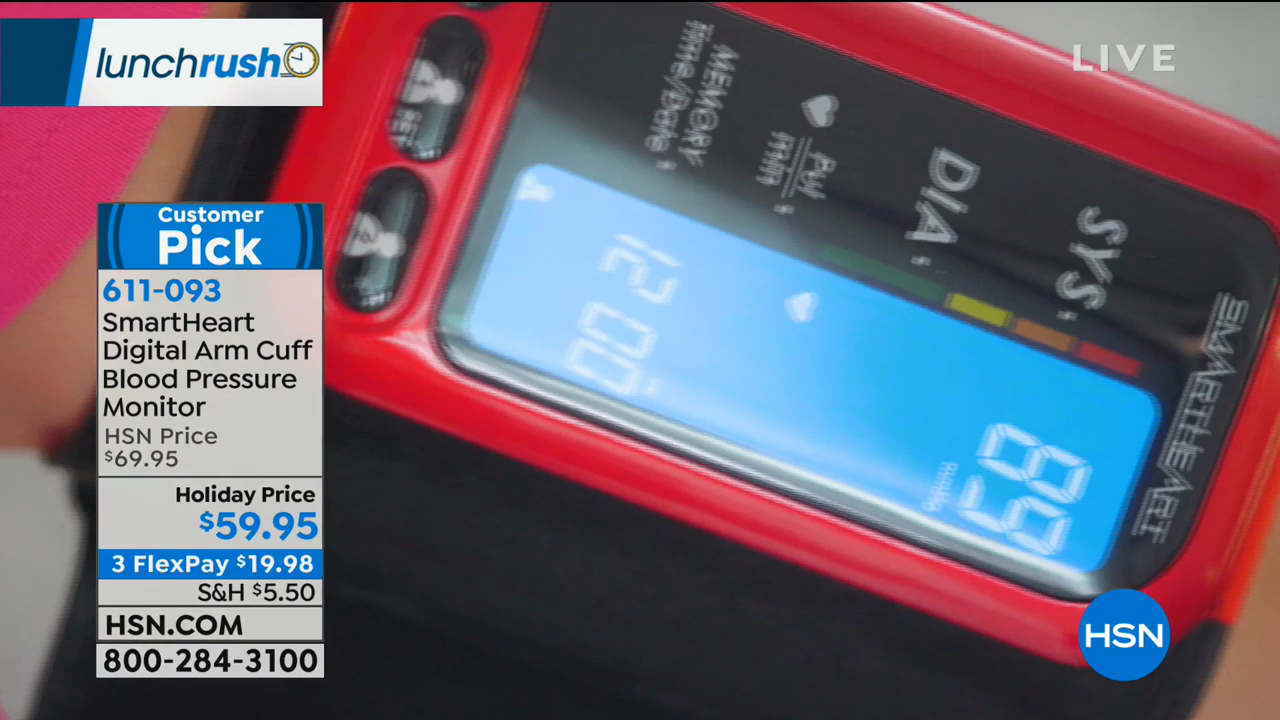 lunchrush
LIVE
Customer
Pick
611-093
SmartHeart
Digital Arm Cuff
Blood Pressure
Monitor
HSN Price
$69.95
Holiday Price
$59.95
3 FlexPay $19.98
S&H $5.50
HSN.COM
800-284-3100
SET
MEMORY
Time/Date
Pul
/min
DIA
SYS
SMARTHEART
12:00
mmHg
HSN